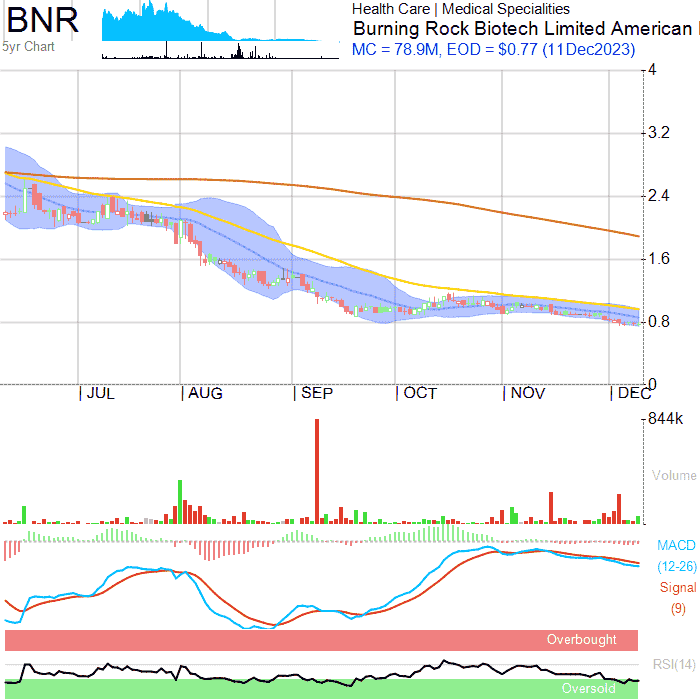 BNR
5yr Chart
Health Care | Medical Specialities
Burning Rock Biotech Limited American
MC = 78.9M, EOD = $0.77 (11Dec2023)
4
3.2
2.4
1.6
0.8
0
| JUL | AUG | SEP | OCT | NOV | DEC
844k
Volume
MACD
(12-26)
Signal
(9)
Overbought
RSI(14)
Oversold